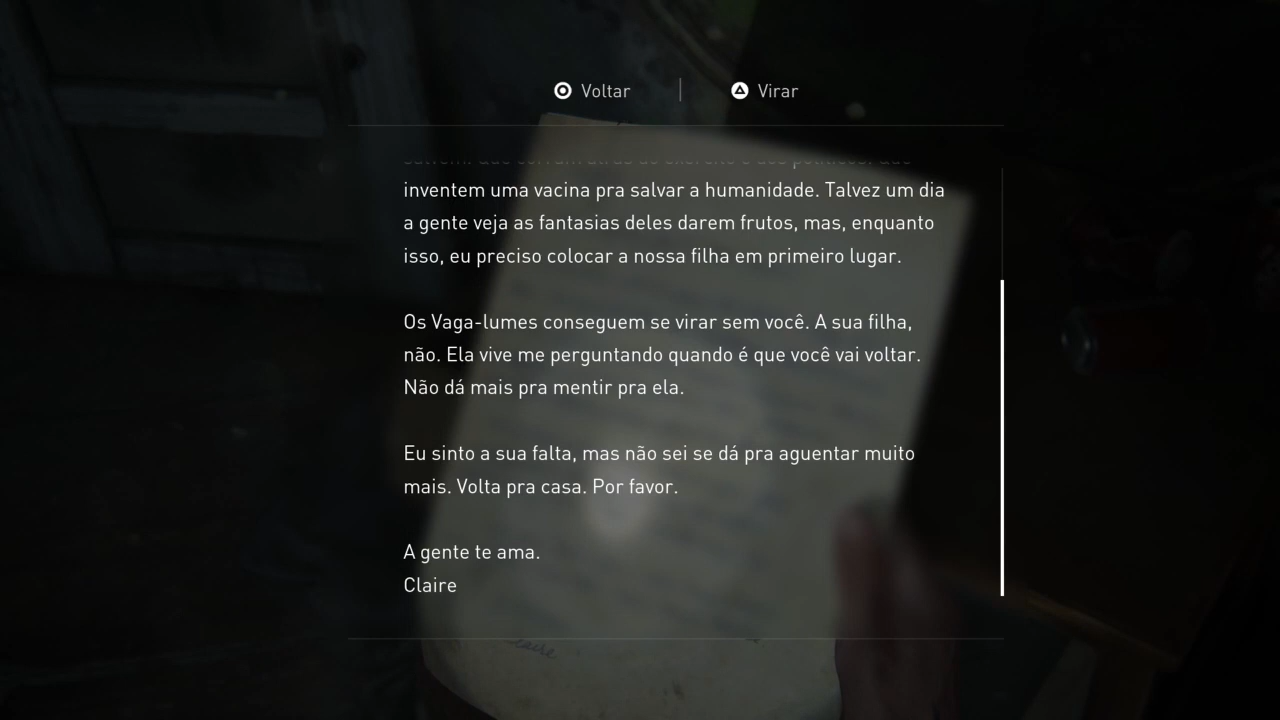 Voltar | Virar
inventem uma vacina pra salvar a humanidade. Talvez um dia
a gente veja as fantasias deles darem frutos, mas, enquanto
isso, eu preciso colocar a nossa filha em primeiro lugar.
Os Vaga-lumes conseguem se virar sem você. A sua filha,
não. Ela vive me perguntando quando é que você vai voltar.
Não dá mais pra mentir pra ela.
Eu sinto a sua falta, mas não sei se dá pra aguentar muito
mais. Volta pra casa. Por favor.
A gente te ama.
Claire